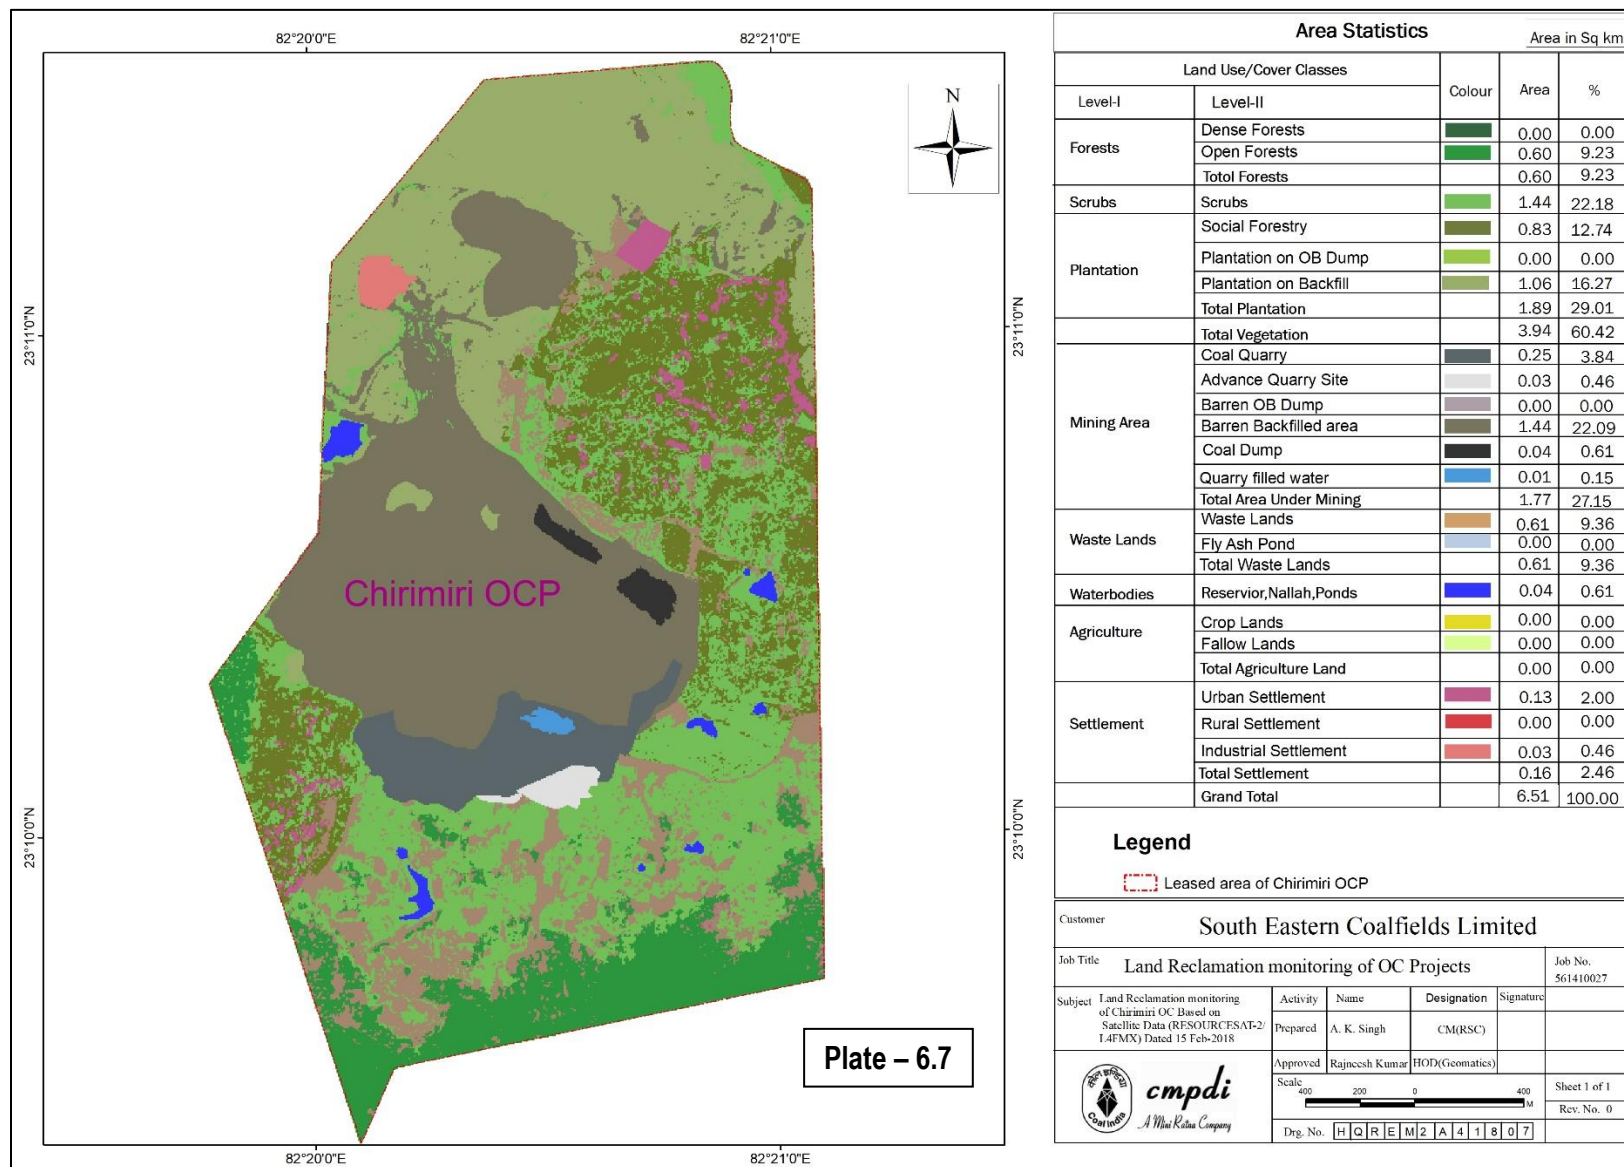 82°20'0"E 82°21'0"E
N
23°11'0"N 23°11'0"N
Chirimiri OCP
23°10'0"N 23°10'0"N
Plate – 6.7
82°20'0"E 82°21'0"E
Area Statistics
Area in Sq km
Land Use/Cover Classes Colour Area %
Level-I Level-II
Forests
Dense Forests 0.00 0.00
Open Forests 0.60 9.23
Totol Forests 0.60 9.23
Scrubs Scrubs 1.44 22.18
Plantation
Social Forestry 0.83 12.74
Plantation on OB Dump 0.00 0.00
Plantation on Backfill 1.06 16.27
Total Plantation 1.89 29.01
Total Vegetation 3.94 60.42
Mining Area
Coal Quarry 0.25 3.84
Advance Quarry Site 0.03 0.46
Barren OB Dump 0.00 0.00
Barren Backfilled area 1.44 22.09
Coal Dump 0.04 0.61
Quarry filled water 0.01 0.15
Total Area Under Mining 1.77 27.15
Waste Lands
Waste Lands 0.61 9.36
Fly Ash Pond 0.00 0.00
Total Waste Lands 0.61 9.36
Waterbodies Reservior,Nallah,Ponds 0.04 0.61
Agriculture
Crop Lands 0.00 0.00
Fallow Lands 0.00 0.00
Total Agriculture Land 0.00 0.00
Settlement
Urban Settlement 0.13 2.00
Rural Settlement 0.00 0.00
Industrial Settlement 0.03 0.46
Total Settlement 0.16 2.46
Grand Total 6.51 100.00
Legend
Leased area of Chirimiri OCP
Customer South Eastern Coalfields Limited
Job Title Land Reclamation monitoring of OC Projects
Job No.
561410027
Subject Land Reclamation monitoring
of Chirimiri OC Based on
Satellite Data (RESOURCESAT-2/
L4FMX) Dated 15 Feb-2018
Activity Name Designation Signature
Prepared A. K. Singh CM(RSC)
Approved Rajneesh Kumar HOD(Geomatics)
कोल इण्डिया
Coal India
cmpdi
A Mini Ratna Company
Scale
400 200 0 400
M
Sheet 1 of 1
Rev. No. 0
Drg. No. H Q R E M 2 A 4 1 8 0 7